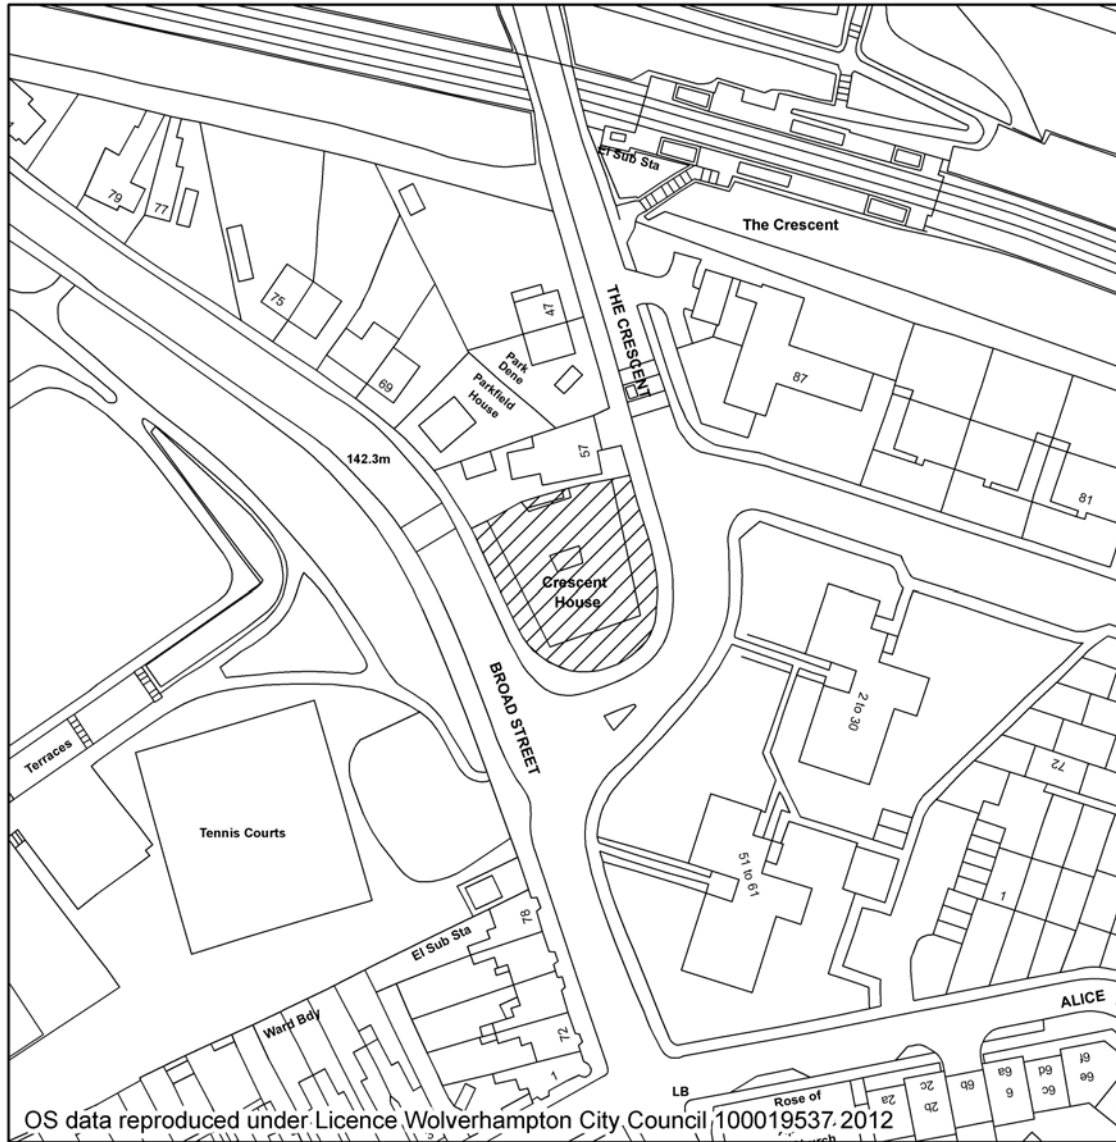 El Sub Sta
The Crescent
79
77
75
69
47
THE CRESCENT
Park
Dene
Parkfield
House
87
81
57
142.3m
Crescent
House
BROAD STREET
2 to 30
72
Terraces
Tennis Courts
51 to 61
1
78
El Sub Sta
Ward Bdy
72
1
ALICE
LB
Rose of
2a
2b
2c
6b
6a
6
6c
6d
6e
6f
OS data reproduced under Licence Wolverhampton City Council 100019537 2012